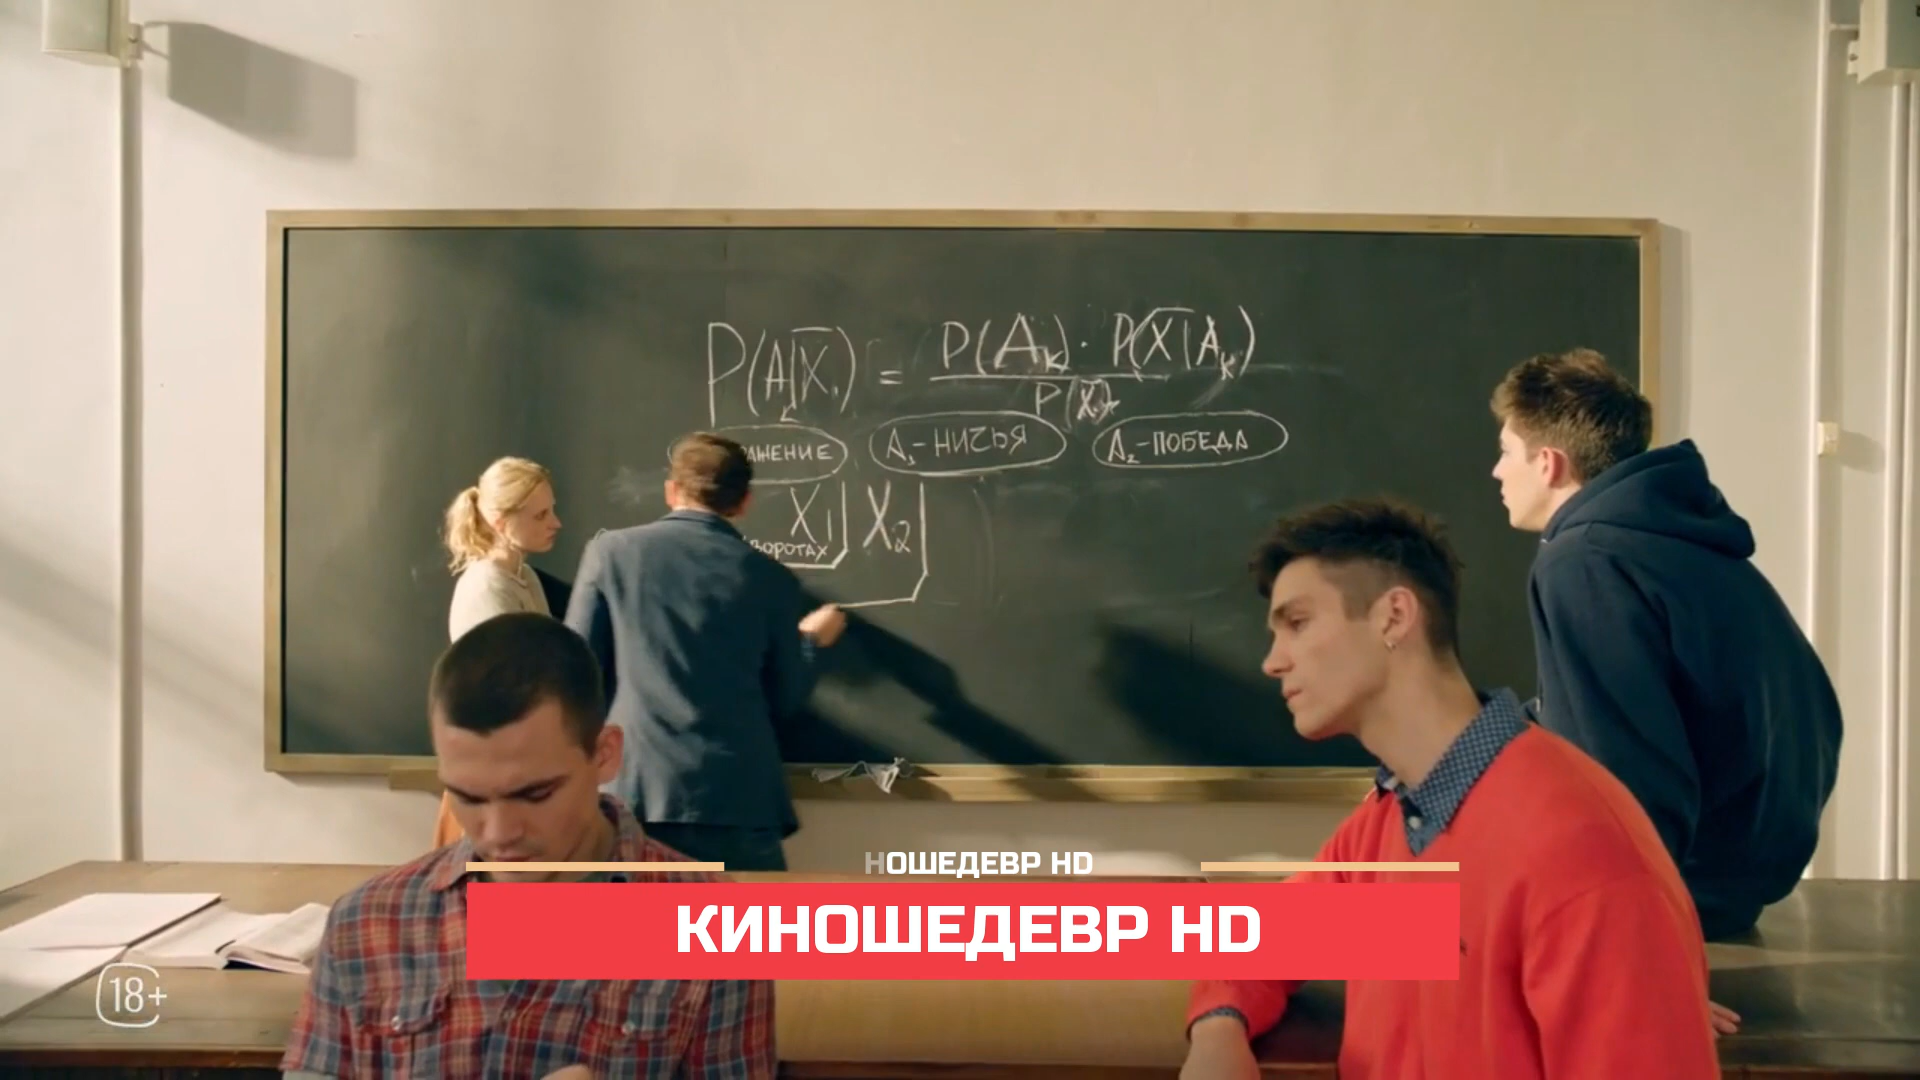 P(A|X̅) = P(Aₖ) · P(X̅|Aₖ)
P(X̅)
АЖЕНИЕ A₁-НИЧЬЯ A₂-ПОБЕДА
X₁ X₂
ВОРОТАХ
НОШЕДЕВР HD
КИНОШЕДЕВР HD
18+